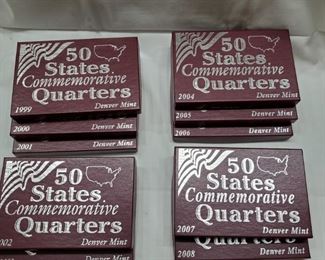 50
States
Commemorative
Quarters
1999 Denver Mint
2000 Denver Mint
2001 Denver Mint
50
States
Commemorative
Quarters
2004 Denver Mint
2005 Denver Mint
2006 Denver Mint
50
States
Commemorative
Quarters
2002 Denver Mint
50
States
Commemorative
Quarters
2007 Denver Mint
2008 Denver Mint